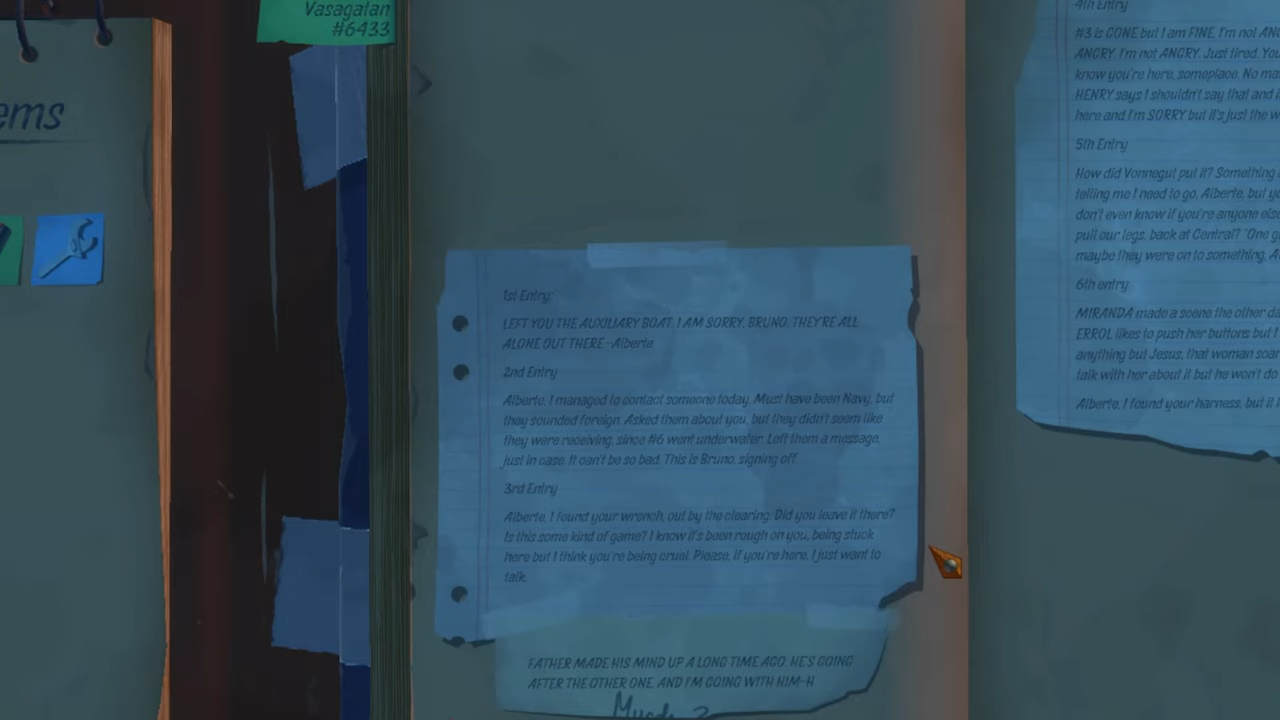 ems
Vasagatan
#6433
1st Entry:
LEFT YOU THE AUXILIARY BOAT. I AM SORRY, BRUNO. THEY'RE ALL
ALONE OUT THERE -Alberte
2nd Entry
Alberte, I managed to contact someone today. Must have been Navy, but
they sounded foreign. Asked them about you, but they didn't seem like
they were receiving, since #6 went underwater. Left them a message,
just in case. It can't be so bad. This is Bruno, signing off.
3rd Entry
Alberte, I found your wrench, out by the clearing. Did you leave it there?
Is this some kind of game? I know it's been rough on you, being stuck
here but I think you're being cruel. Please, if you're here, I just want to
talk.
FATHER MADE HIS MIND UP A LONG TIME AGO. HE'S GOING
AFTER THE OTHER ONE, AND I'M GOING WITH HIM-H
4th Entry
#3 is GONE but I am FINE. I'm not ANG
ANGRY. I'm not ANGRY. Just tired. You
know you're here, someplace. No ma
HENRY says I shouldn't say that and i
here and I'm SORRY but it's just the w
5th Entry
How did Vonnegut put it? Something
telling me I need to go, Alberte, but yo
don't even know if you're anyone else
pull our legs, back at Central? "One g
maybe they were on to something, A
6th entry
MIRANDA made a scene the other da
ERROL likes to push her buttons but I
anything but Jesus, that woman soar
talk with her about it but he won't do
Alberte, I found your harness, but it i